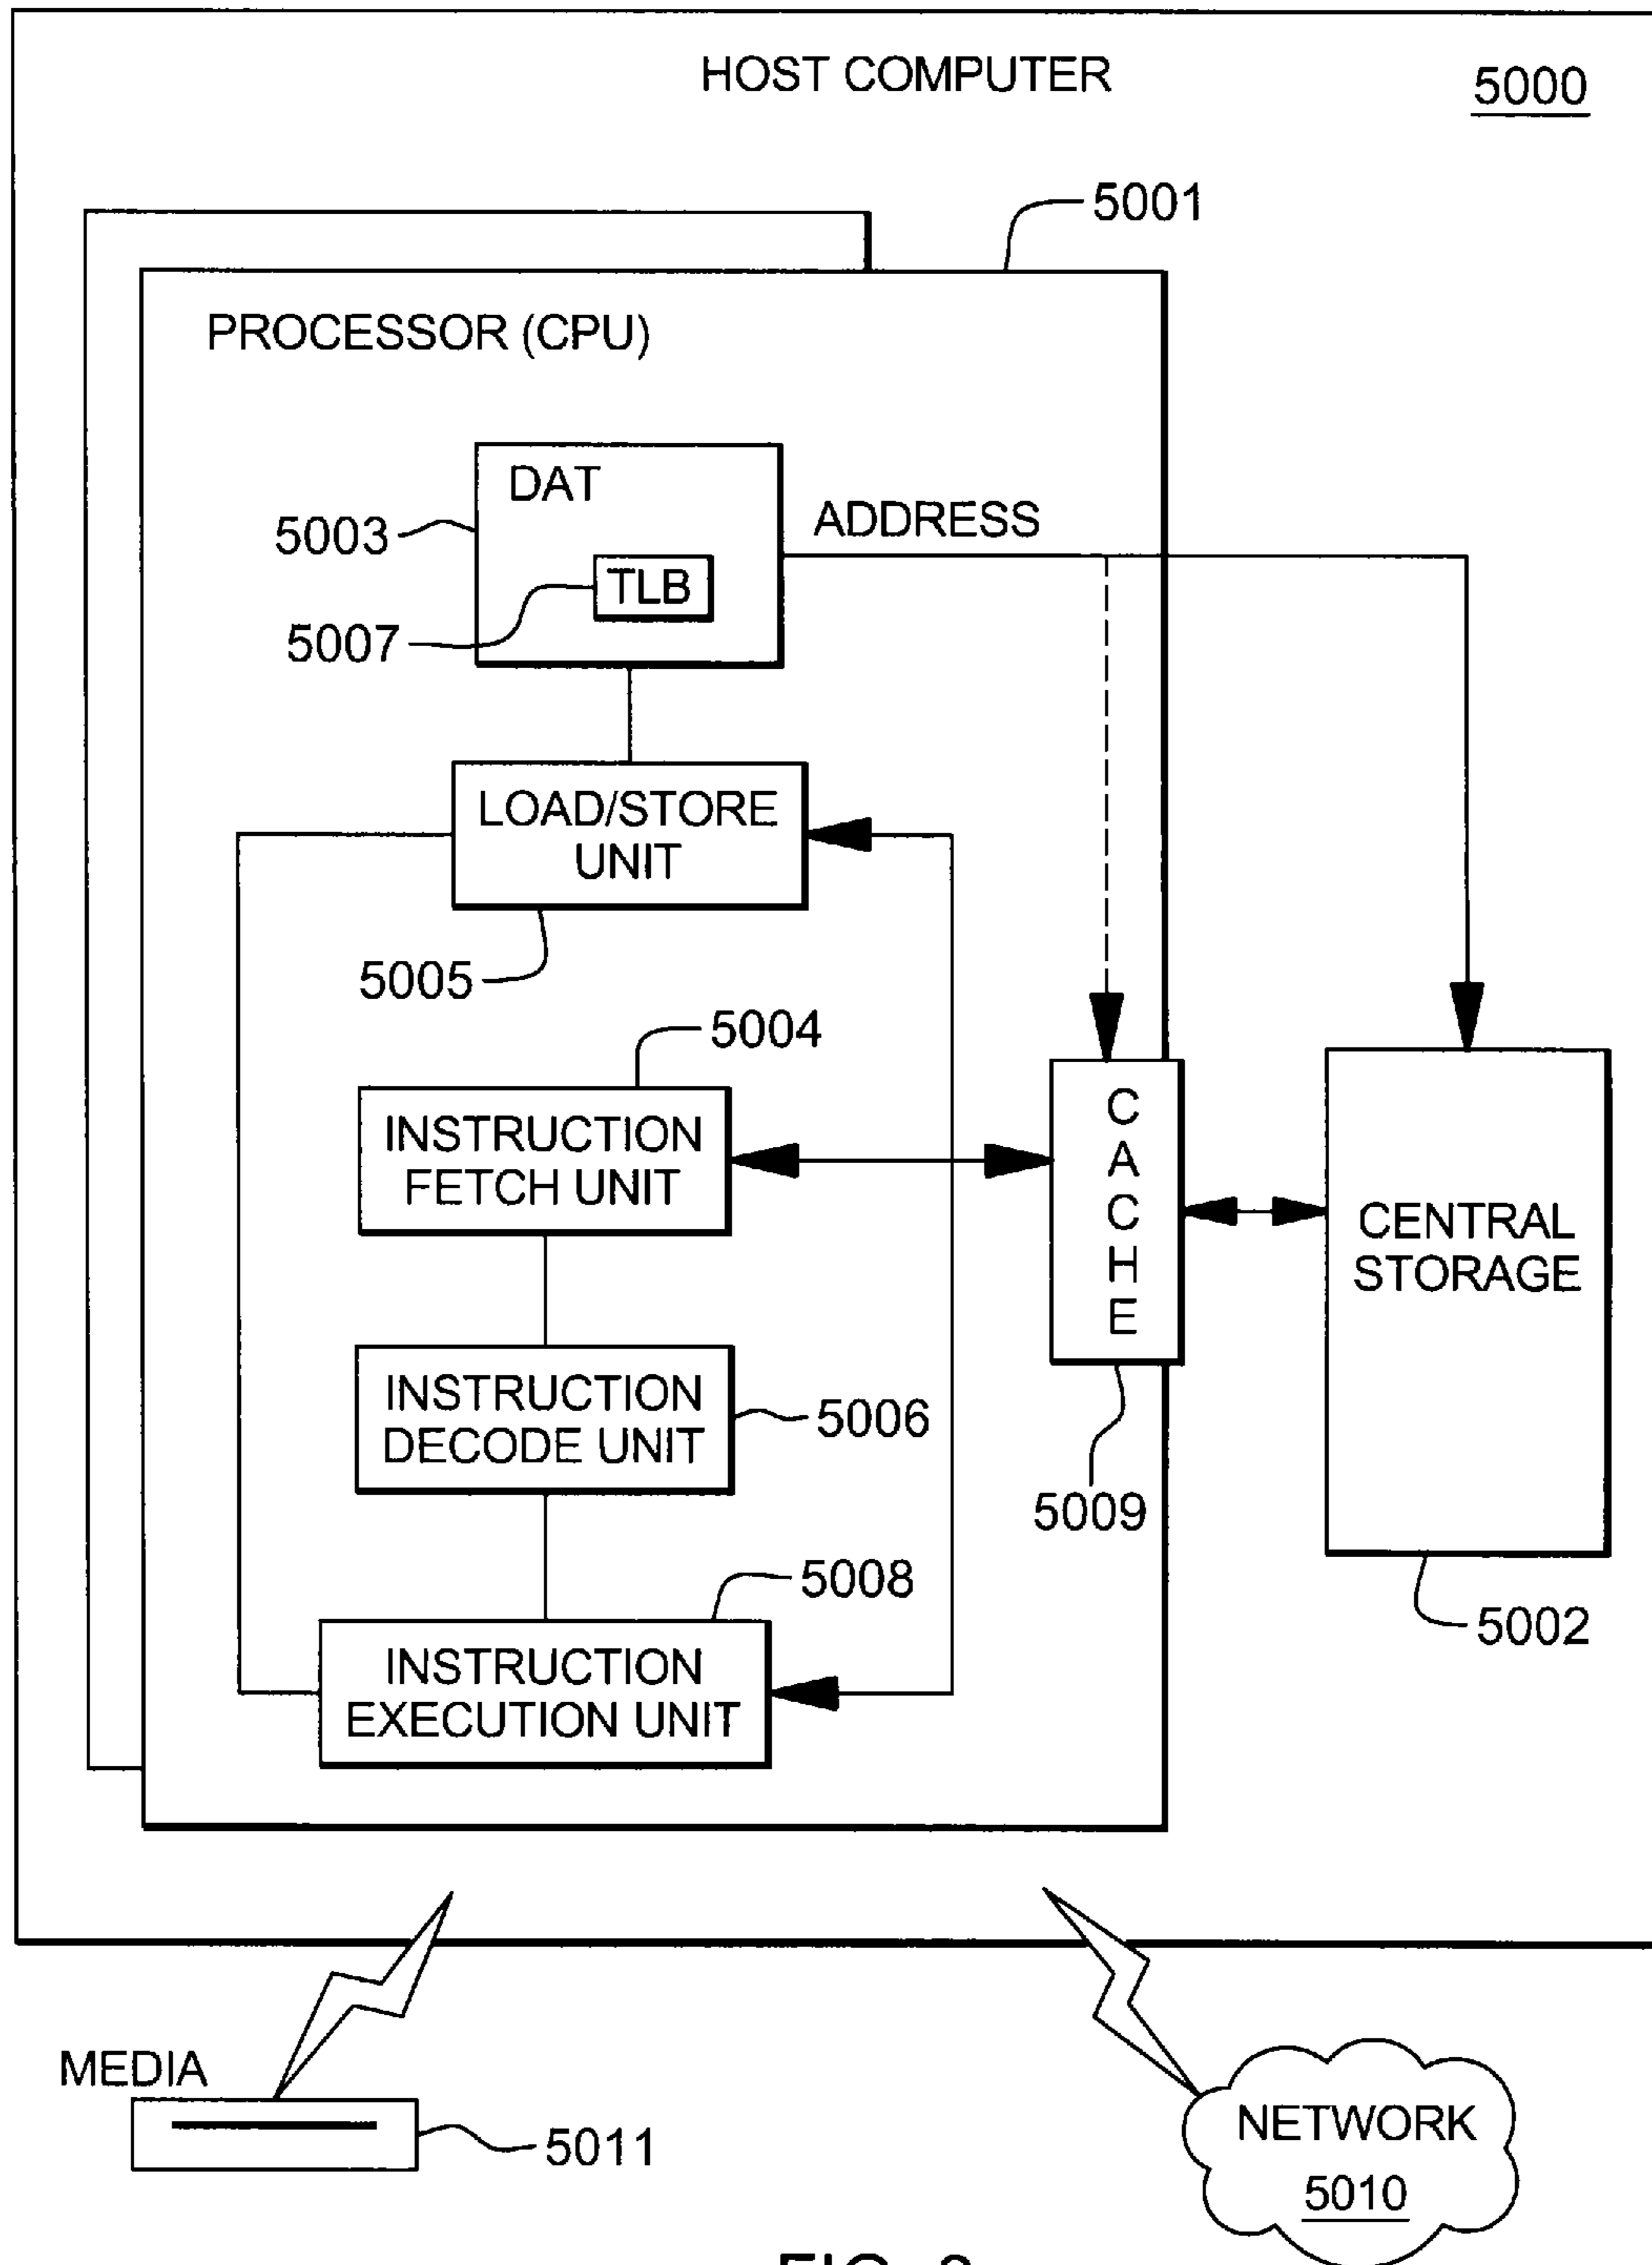 HOST COMPUTER
5000
5001
PROCESSOR (CPU)
DAT
5003
ADDRESS
TLB
5007
LOAD/STORE
UNIT
5005
5004
INSTRUCTION
FETCH UNIT
CACHE
CENTRAL
STORAGE
INSTRUCTION
DECODE UNIT
5006
5009
5008
5002
INSTRUCTION
EXECUTION UNIT
MEDIA
5011
NETWORK
5010